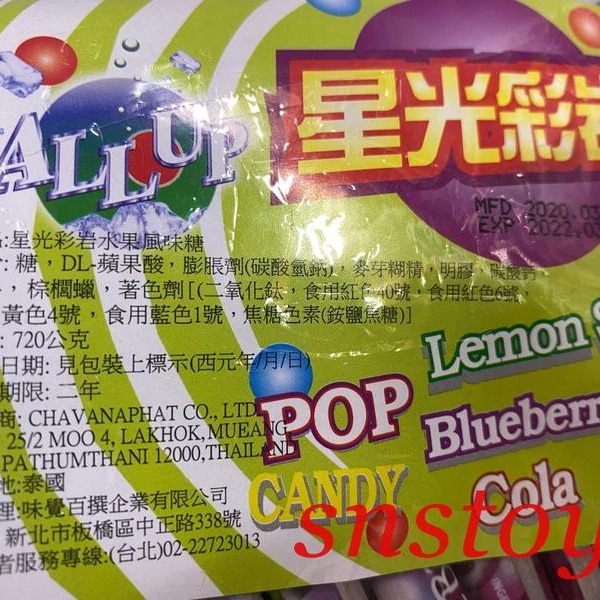 ALLUP
星光彩岩
MFD 2020.03
EXP 2022.03
:星光彩岩水果風味糖
: 糖，DL-蘋果酸，膨脹劑(碳酸氫鈉)，麥芽糊精，明膠，碳酸鈣，
，棕櫚蠟，著色劑[(二氧化鈦，食用紅色40號，食用紅色6號，
黃色4號，食用藍色1號，焦糖色素(銨鹽焦糖)]
: 720公克
日期: 見包裝上標示(西元年/月/日)
期限: 二年
商: CHAVANAPHAT CO., LTD
25/2 MOO 4, LAKHOK,MUEANG
PATHUMTHANI 12000,THAILAND
地:泰國
理:味覺百撰企業有限公司
新北市板橋區中正路338號
者服務專線:(台北)02-22723013
POP
CANDY
Lemon S
Blueberr
Cola
snstoy